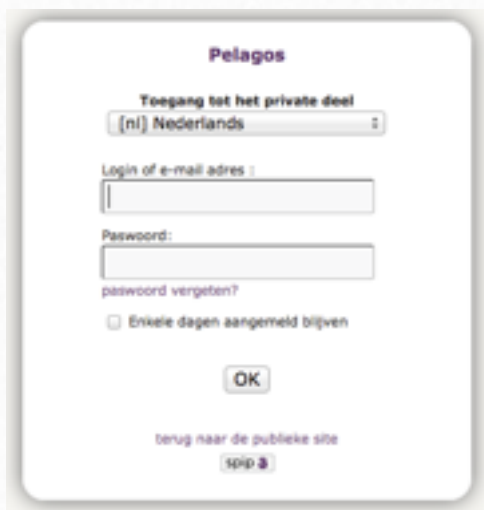 Pelagos
Toegang tot het private deel
[nl] Nederlands
Login of e-mail adres :
Paswoord:
paswoord vergeten?
Enkele dagen aangemeld blijven
OK
terug naar de publieke site
spip 3